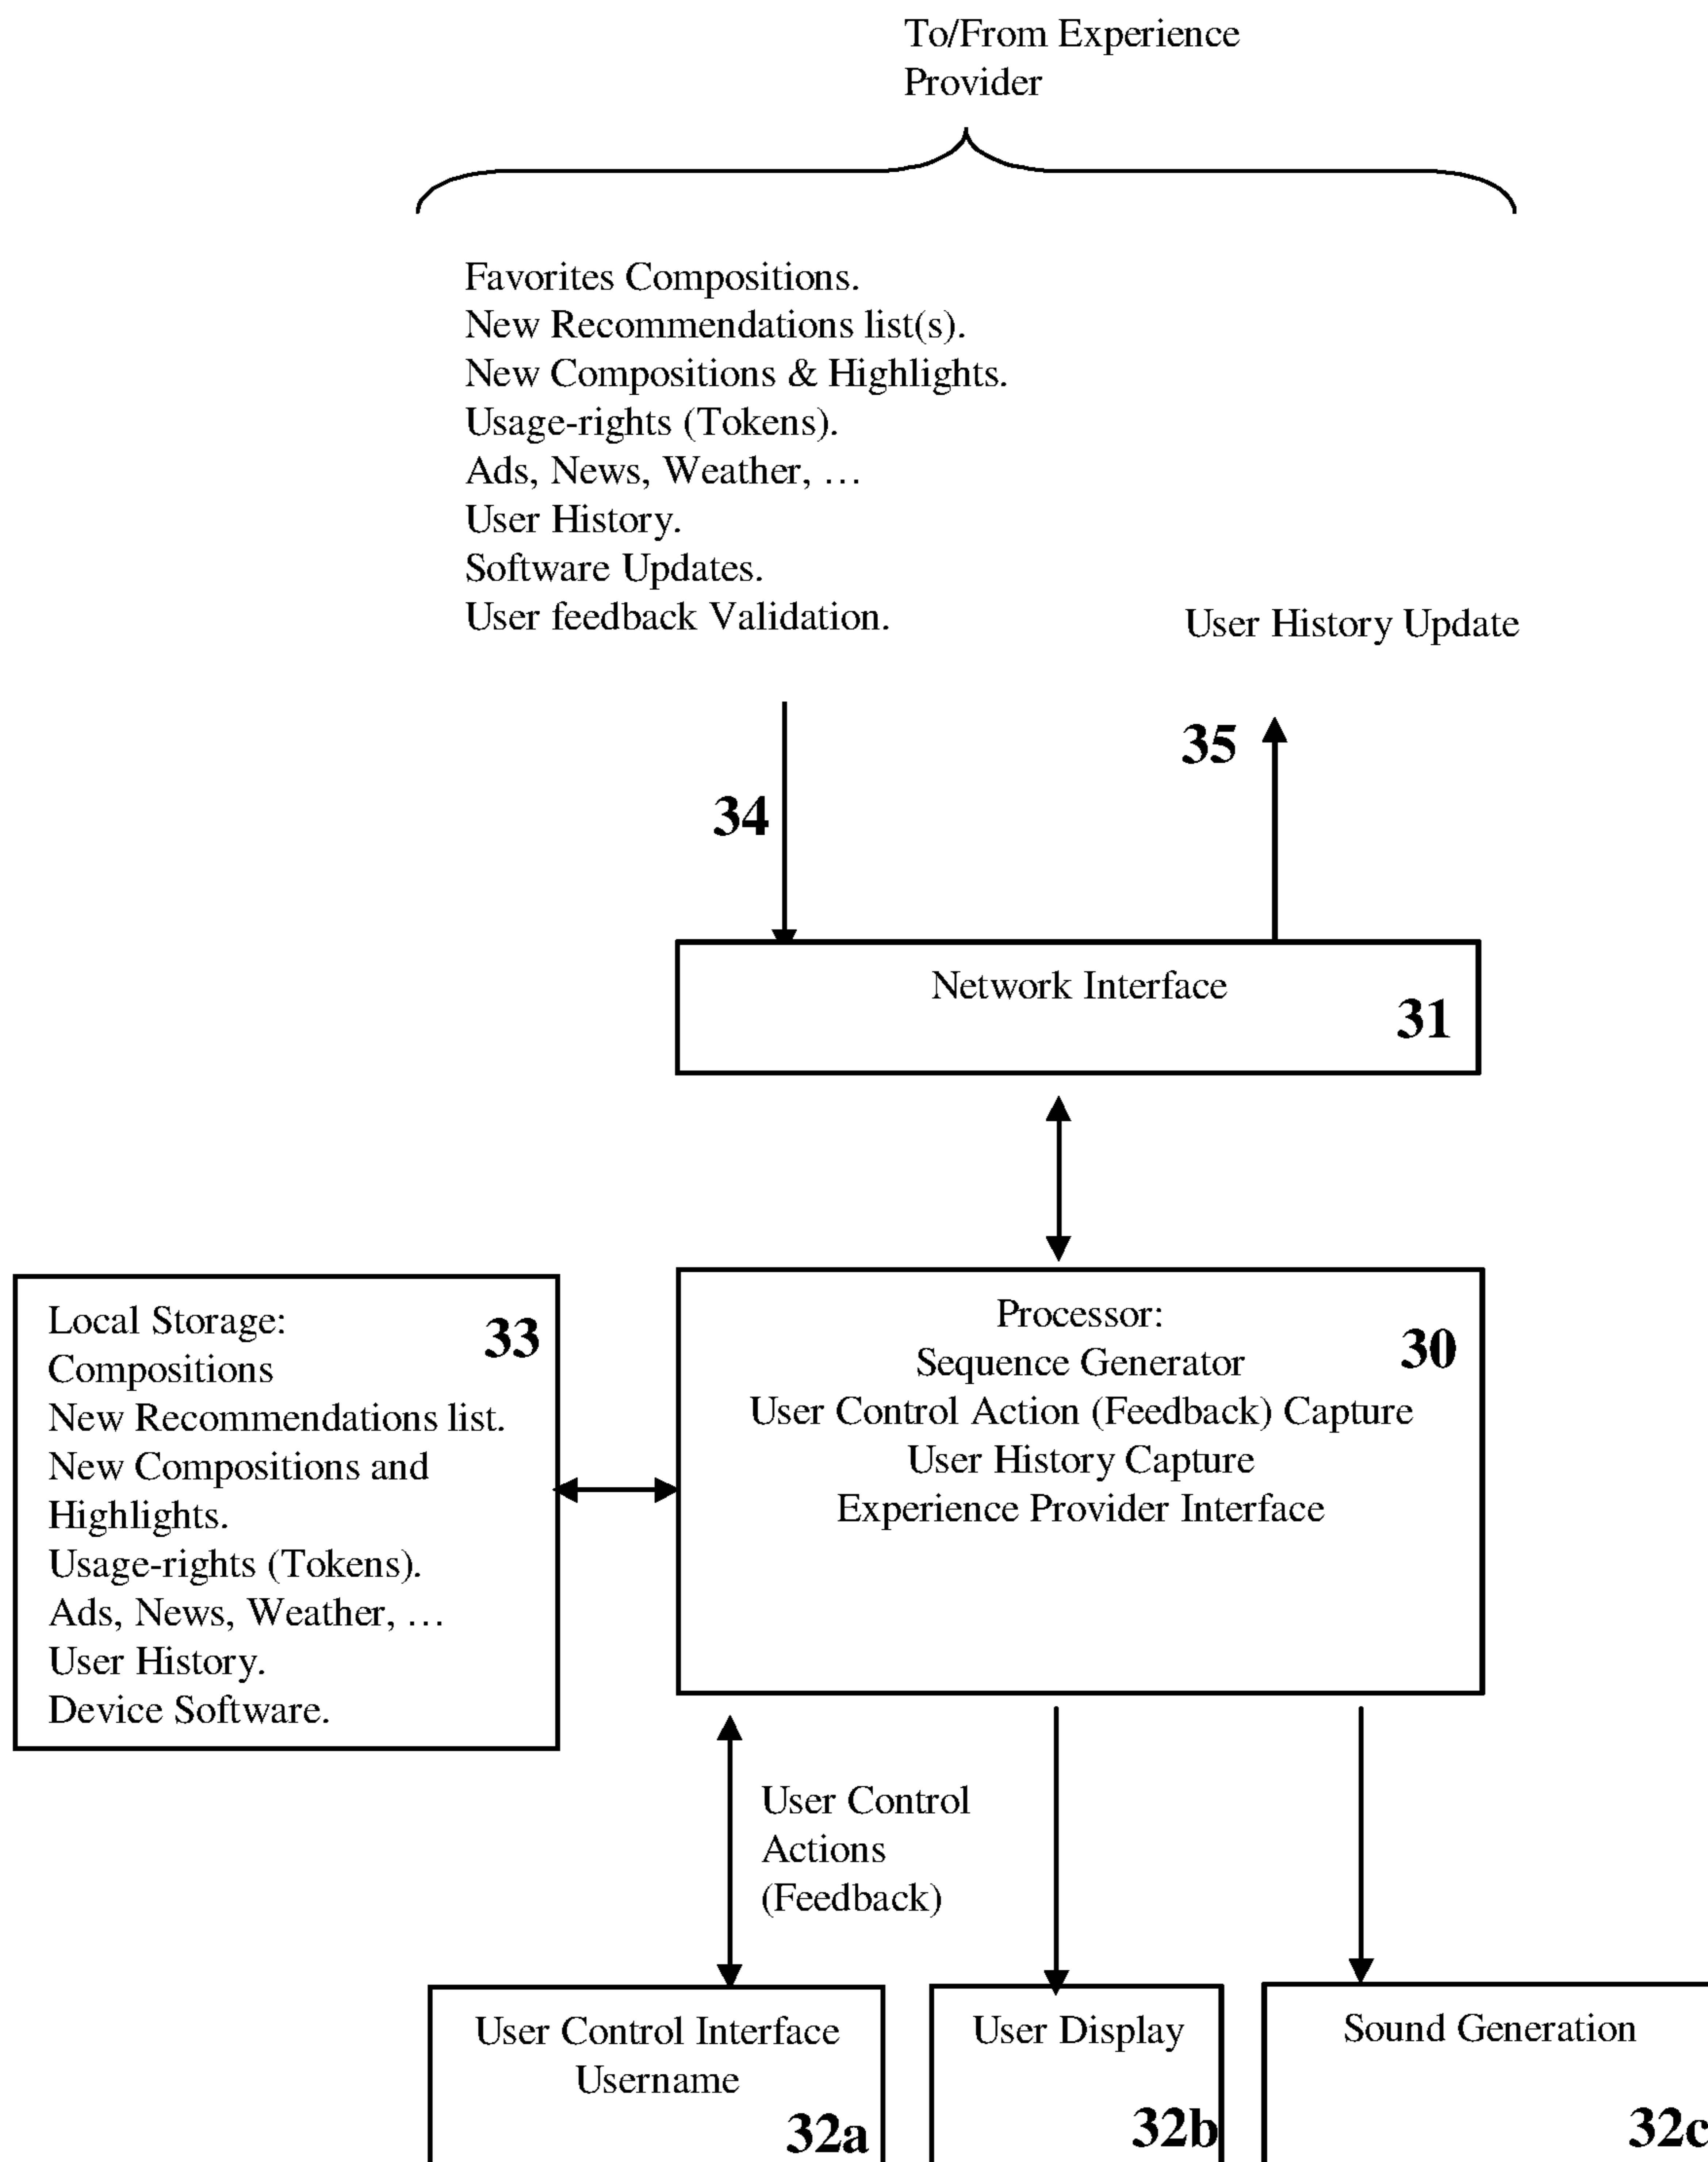 To/From Experience
Provider
Favorites Compositions.
New Recommendations list(s).
New Compositions & Highlights.
Usage-rights (Tokens).
Ads, News, Weather, …
User History.
Software Updates.
User feedback Validation.
User History Update
35
34
Network Interface
31
Local Storage:
33
Compositions
New Recommendations list.
New Compositions and
Highlights.
Usage-rights (Tokens).
Ads, News, Weather, …
User History.
Device Software.
Processor:
30
Sequence Generator
User Control Action (Feedback) Capture
User History Capture
Experience Provider Interface
User Control
Actions
(Feedback)
User Control Interface
Username
32a
User Display
32b
Sound Generation
32c